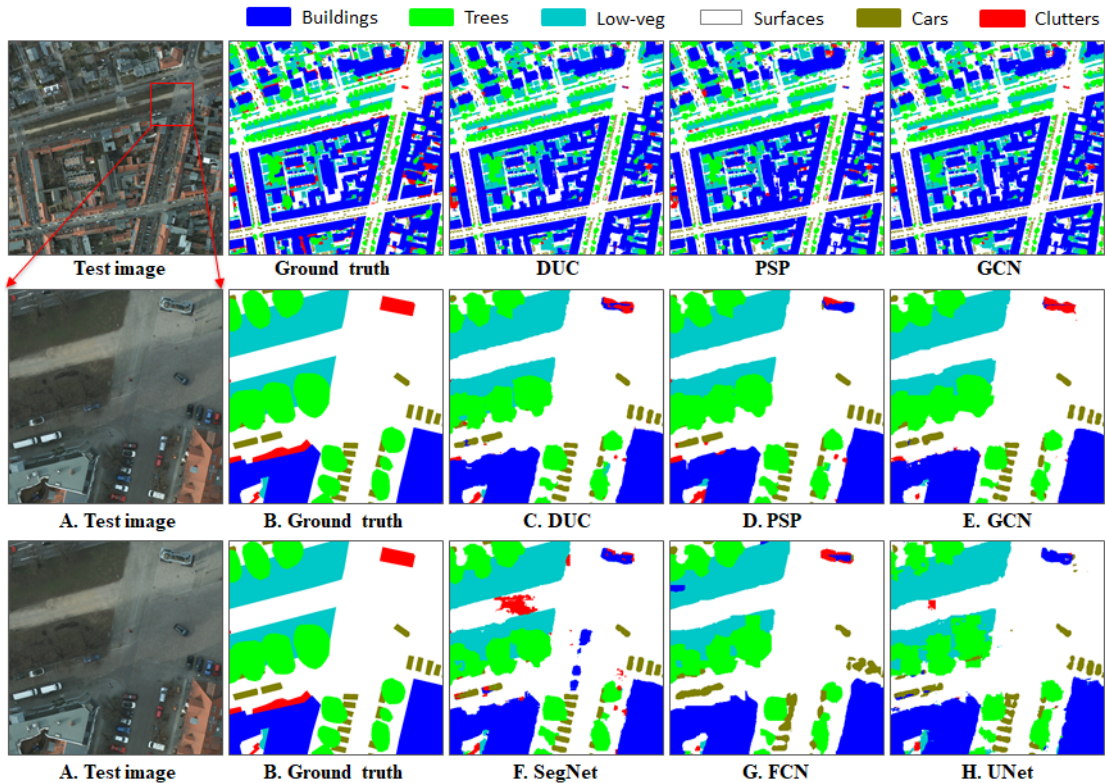 Buildings Trees Low-veg Surfaces Cars Clutters
Test image Ground truth DUC PSP GCN
A. Test image B. Ground truth C. DUC D. PSP E. GCN
A. Test image B. Ground truth F. SegNet G. FCN H. UNet